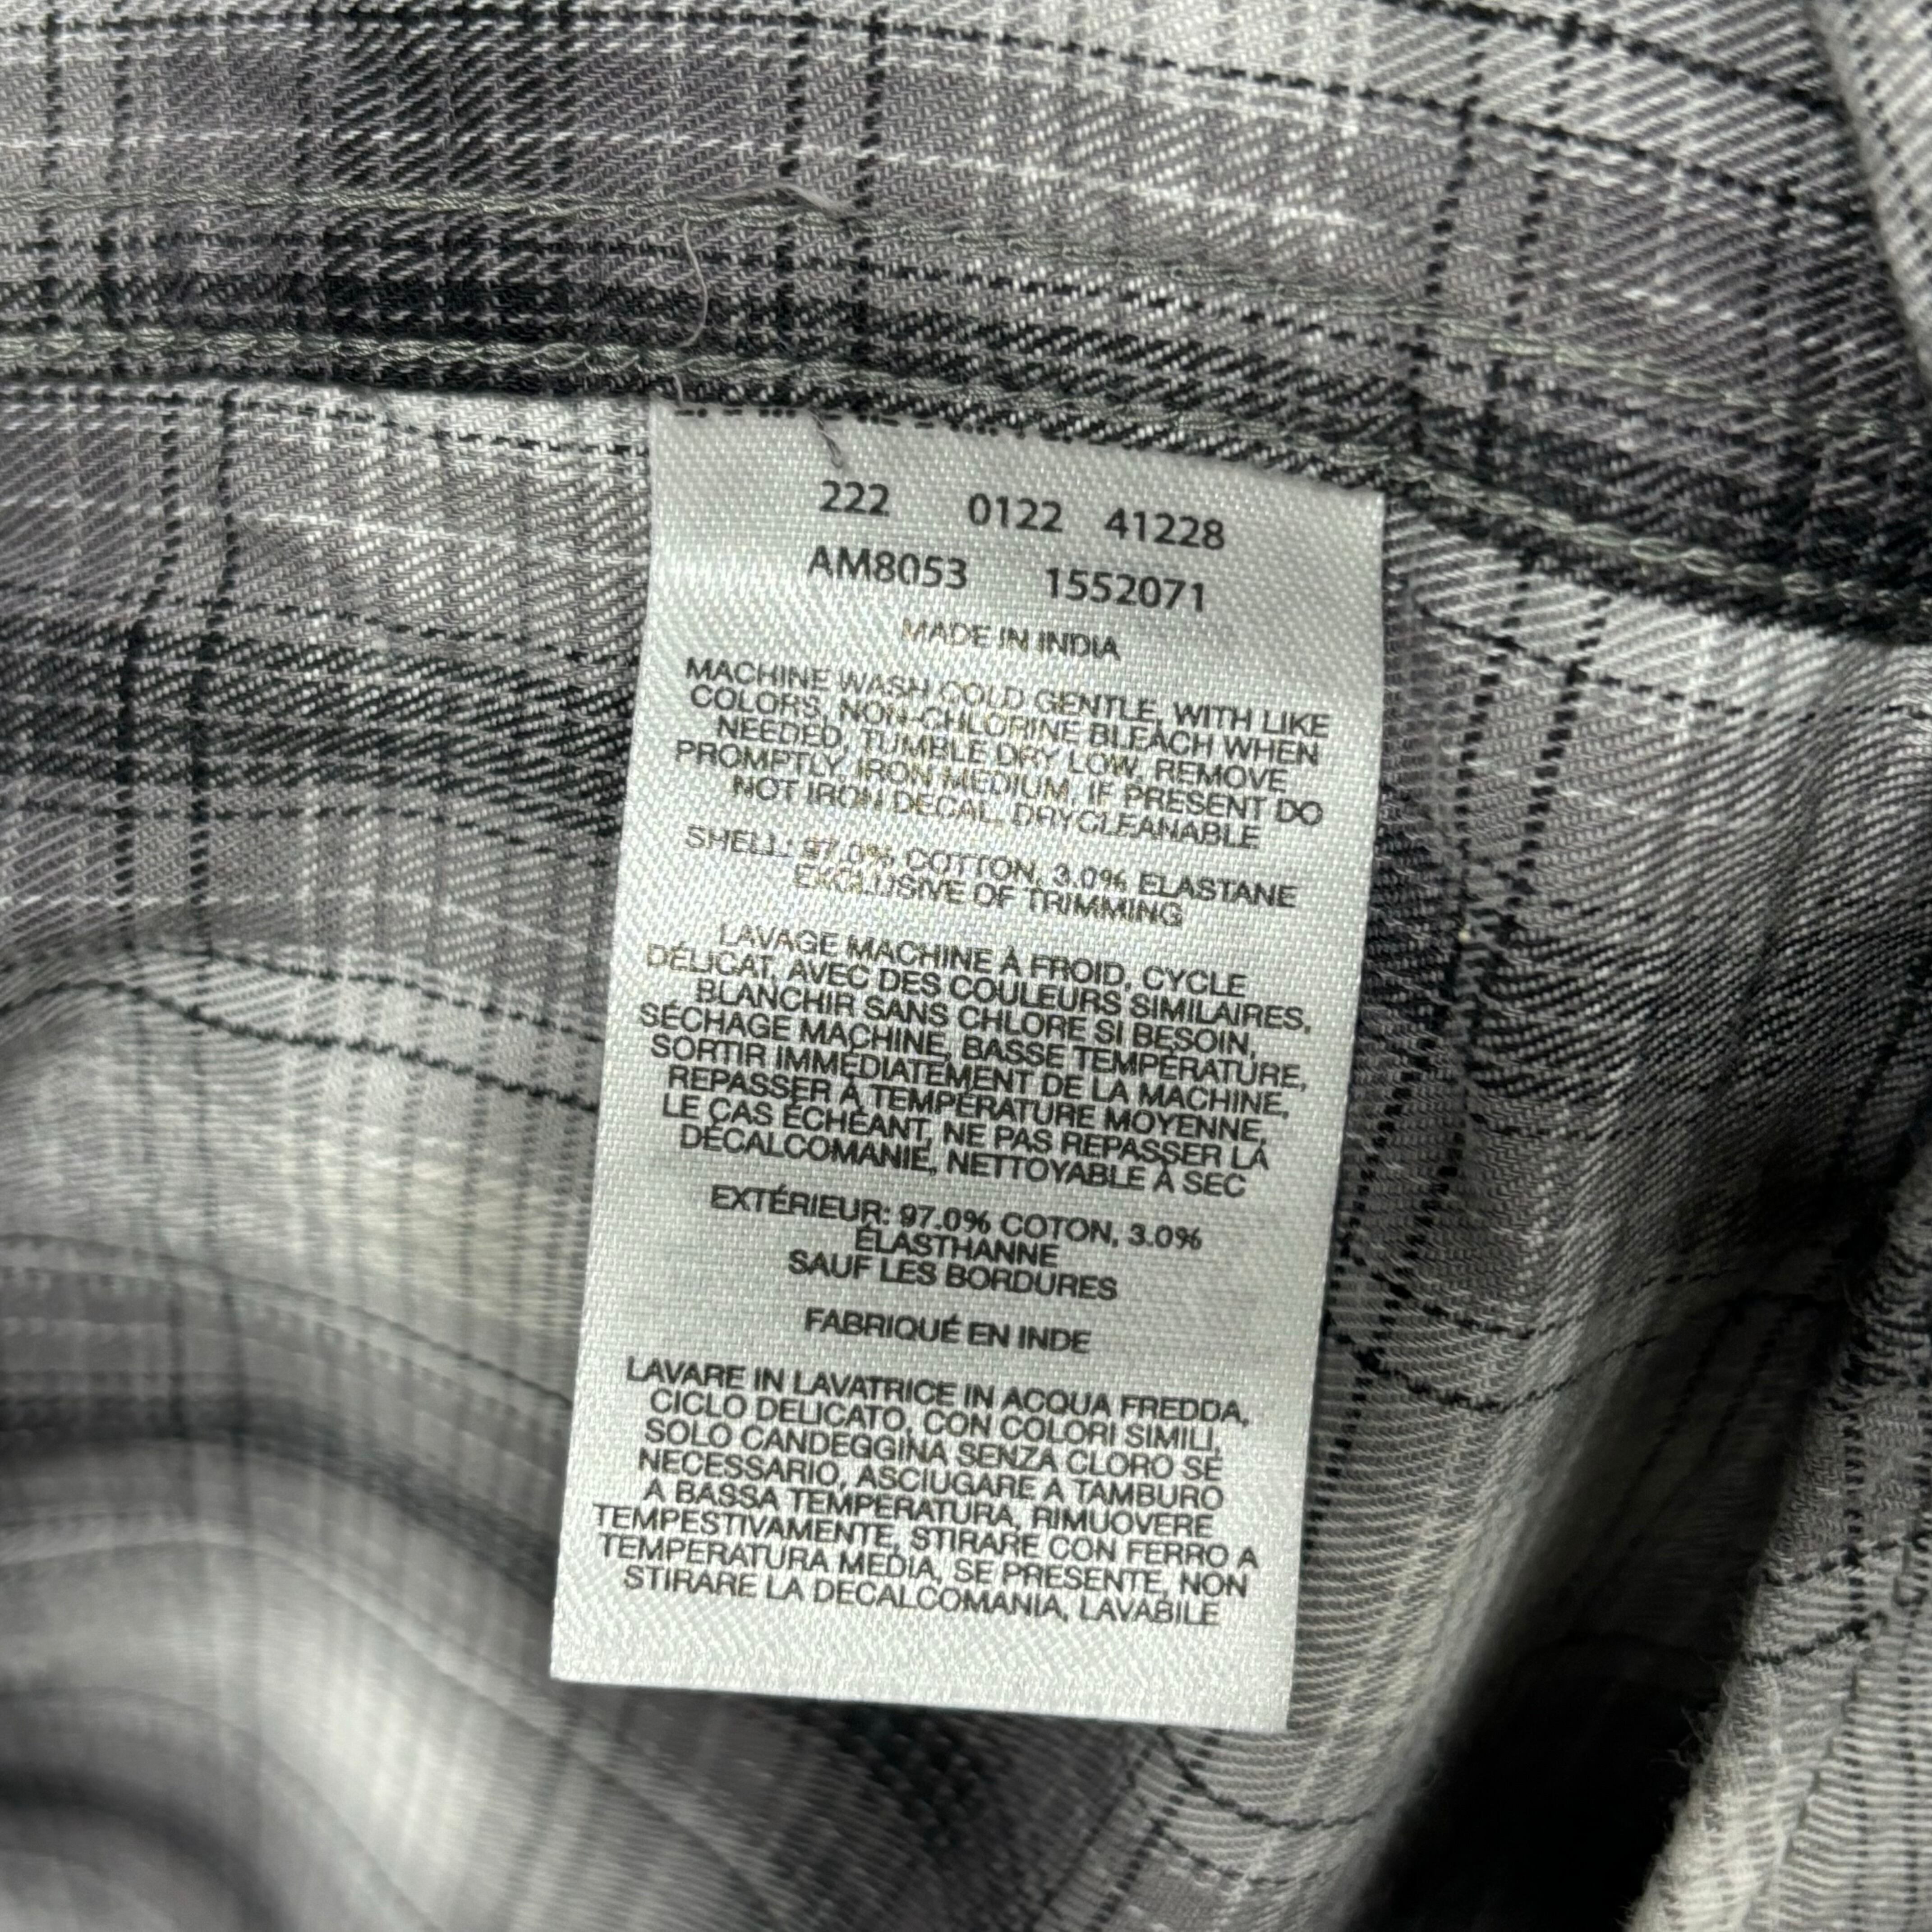 222 0122 41228
AM8053 1552071
MADE IN INDIA
MACHINE WASH COLD GENTLE, WITH LIKE
COLORS, NON-CHLORINE BLEACH WHEN
NEEDED, TUMBLE DRY LOW, REMOVE
PROMPTLY, IRON MEDIUM, IF PRESENT DO
NOT IRON DECAL, DRYCLEANABLE
SHELL: 97.0% COTTON, 3.0% ELASTANE
EXCLUSIVE OF TRIMMING
LAVAGE MACHINE À FROID, CYCLE
DÉLICAT, AVEC DES COULEURS SIMILAIRES,
BLANCHIR SANS CHLORE SI BESOIN,
SÉCHAGE MACHINE, BASSE TEMPÉRATURE,
SORTIR IMMÉDIATEMENT DE LA MACHINE,
REPASSER À TEMPÉRATURE MOYENNE,
LE CAS ÉCHÉANT, NE PAS REPASSER LA
DÉCALCOMANIE, NETTOYABLE À SEC
EXTÉRIEUR: 97.0% COTON, 3.0%
ÉLASTHANNE
SAUF LES BORDURES
FABRIQUÉ EN INDE
LAVARE IN LAVATRICE IN ACQUA FREDDA,
CICLO DELICATO, CON COLORI SIMILI,
SOLO CANDEGGINA SENZA CLORO SE
NECESSARIO, ASCIUGARE A TAMBURO
A BASSA TEMPERATURA, RIMUOVERE
TEMPESTIVAMENTE, STIRARE CON FERRO A
TEMPERATURA MEDIA, SE PRESENTE, NON
STIRARE LA DECALCOMANIA, LAVABILE